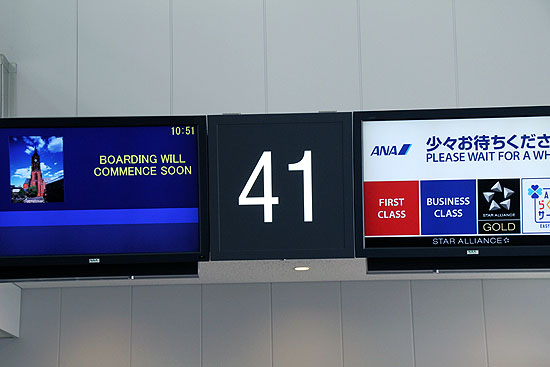 10:51
BOARDING WILL
COMMENCE SOON
41
ANA
少々お待ちくださ
PLEASE WAIT FOR A WH
FIRST
CLASS
BUSINESS
CLASS
STAR ALLIANCE
GOLD
STAR ALLIANCE